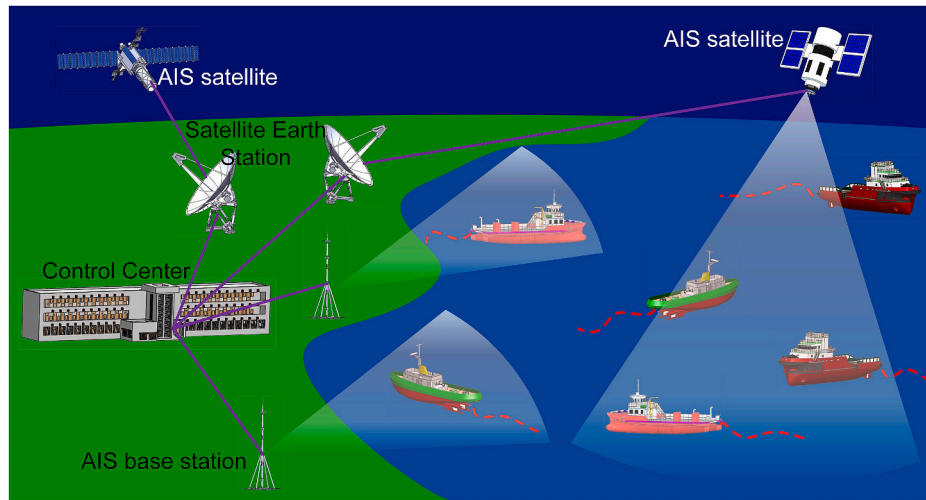 AIS satellite
AIS satellite
Satellite Earth
Station
Control Center
AIS base station